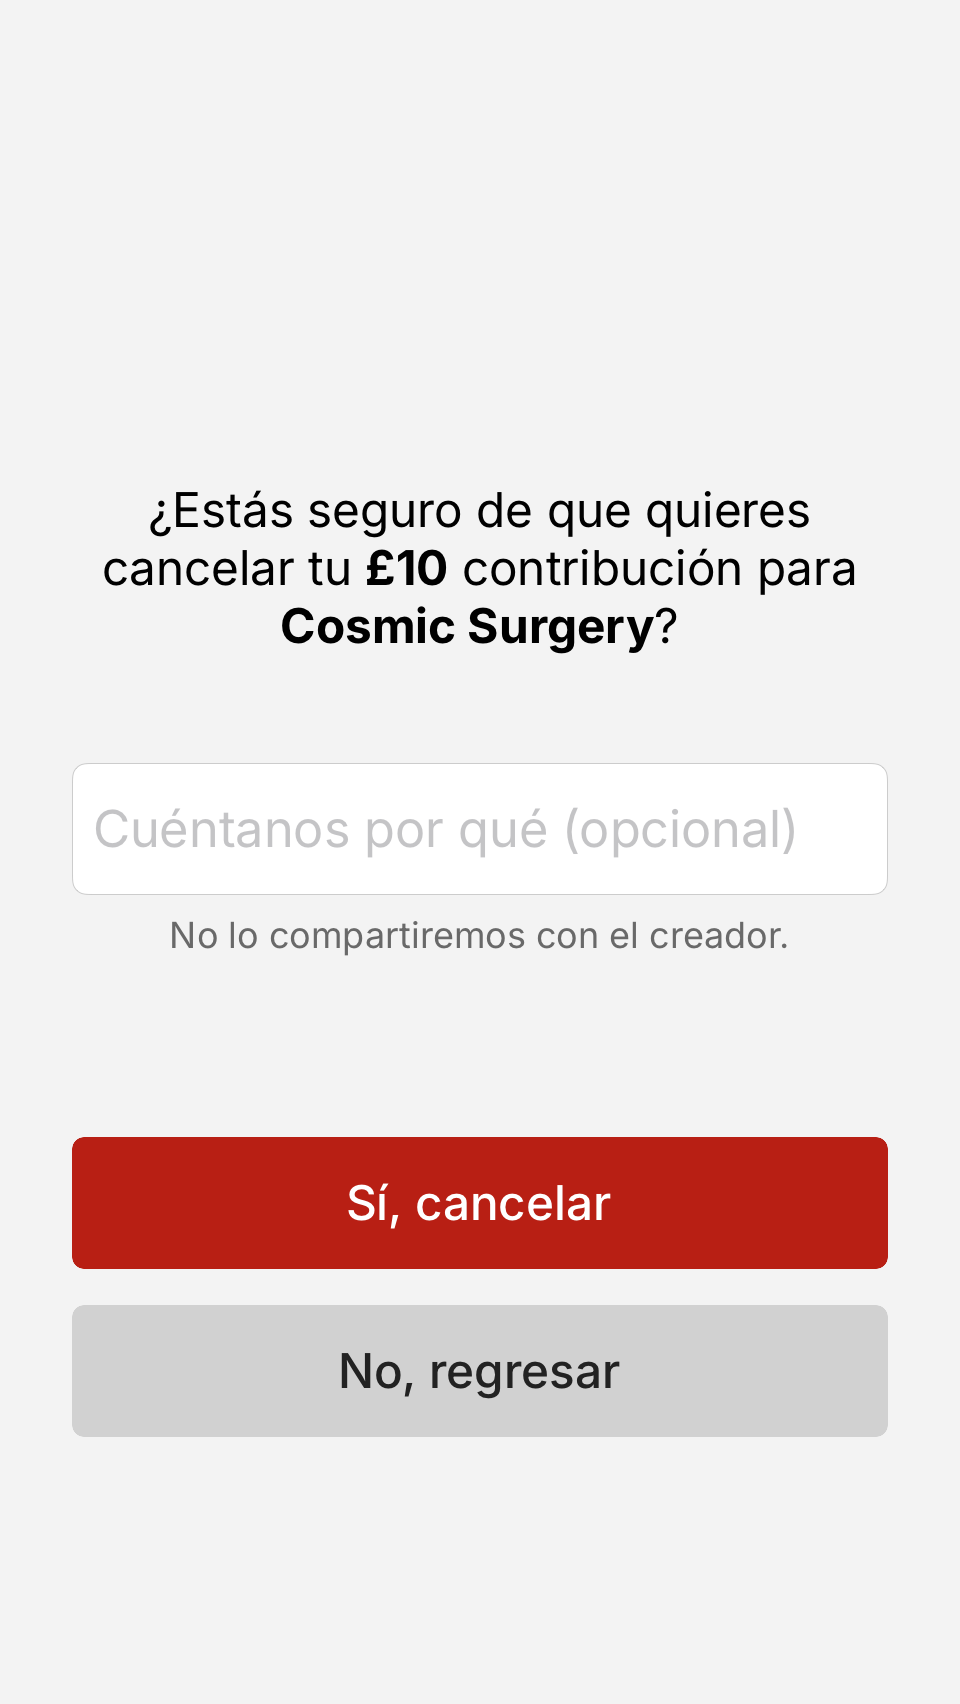 ¿Estás seguro de que quieres
cancelar tu £10 contribución para
Cosmic Surgery?
Cuéntanos por qué (opcional)
No lo compartiremos con el creador.
Sí, cancelar
No, regresar